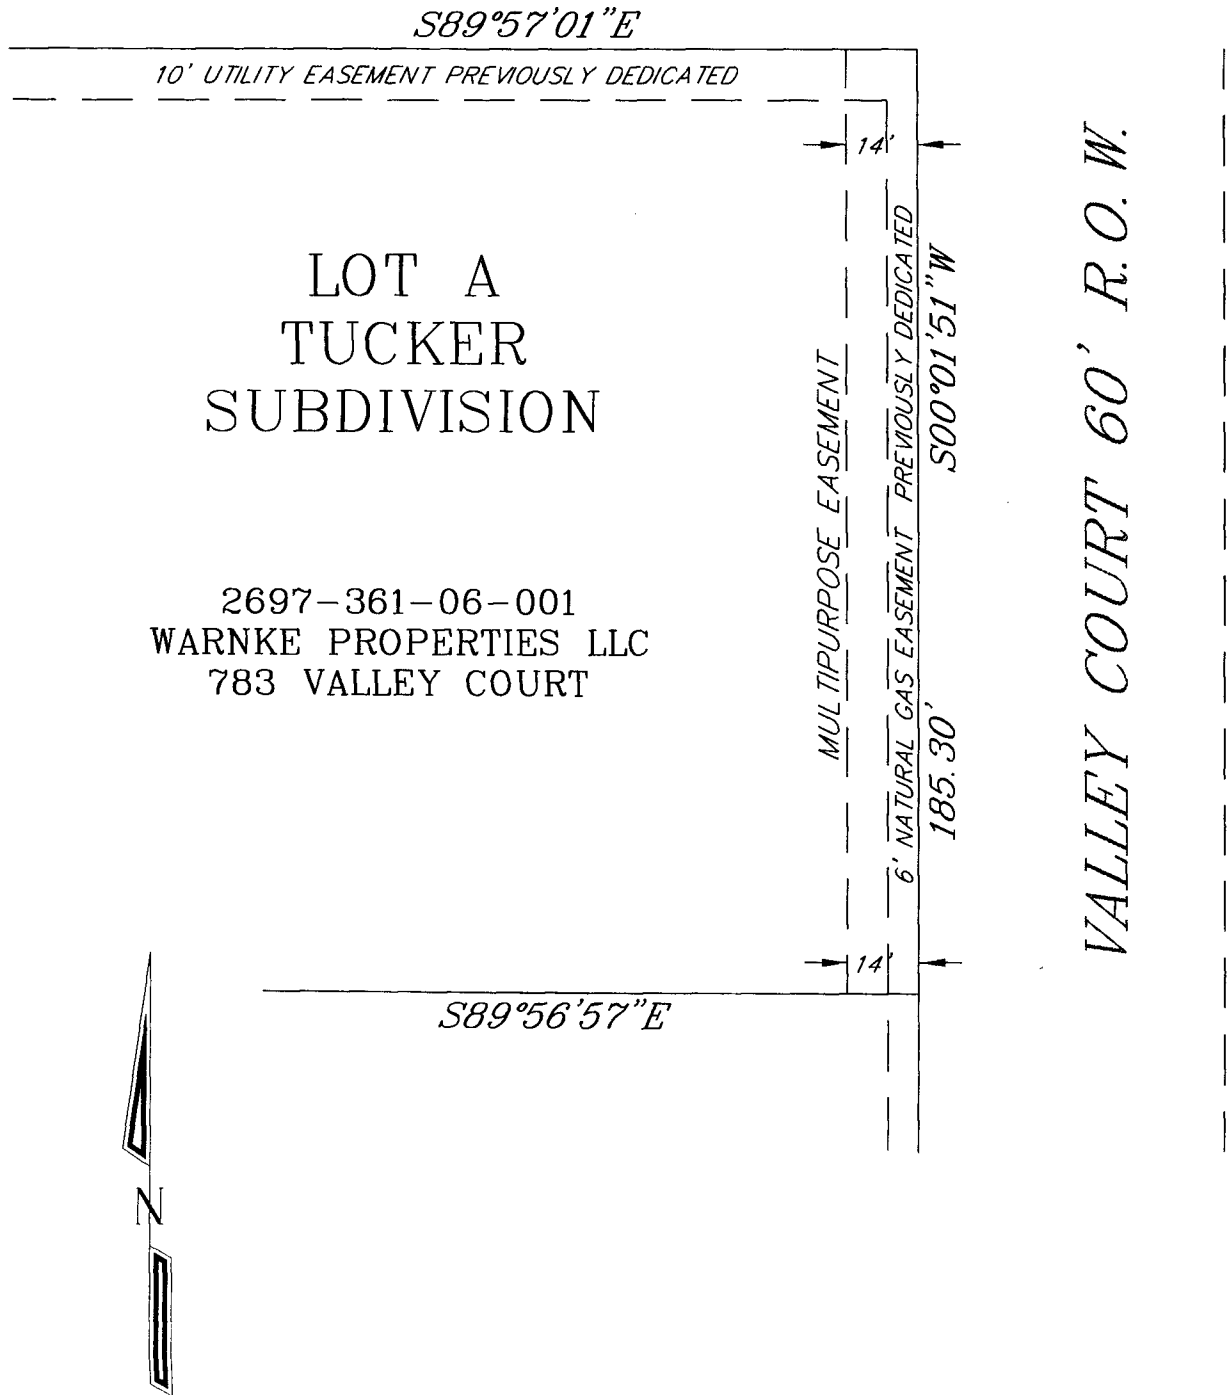 S89°57'01"E
10' UTILITY EASEMENT PREVIOUSLY DEDICATED
14'
LOT A
TUCKER
SUBDIVISION
2697-361-06-001
WARNKE PROPERTIES LLC
783 VALLEY COURT
MULTIPURPOSE EASEMENT
6' NATURAL GAS EASEMENT PREVIOUSLY DEDICATED
S00°01'51"W
185.30'
VALLEY COURT 60' R.O.W.
14'
S89°56'57"E
N